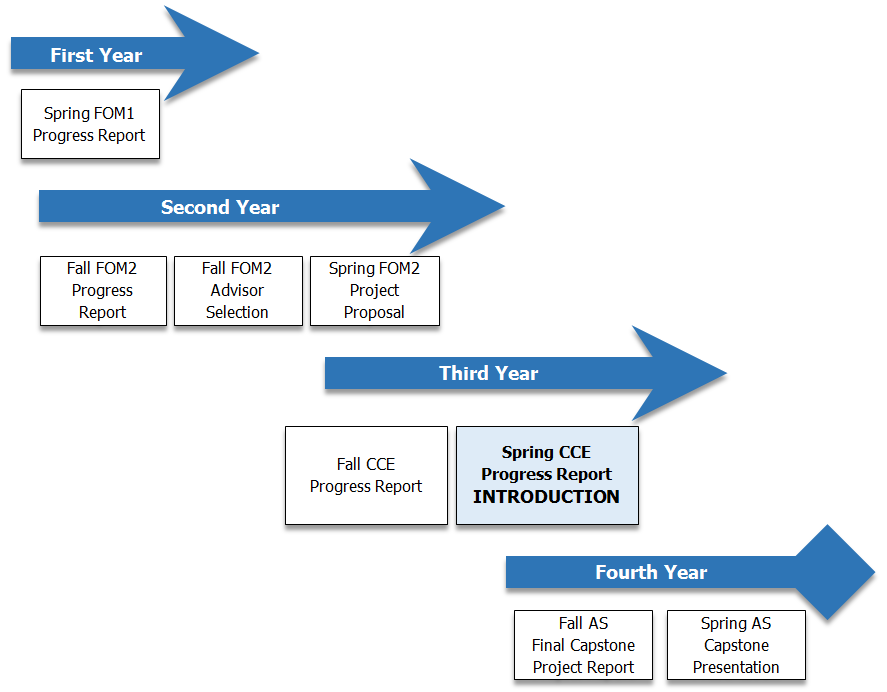 First Year
Spring FOM1
Progress Report
Second Year
Fall FOM2
Progress
Report
Fall FOM2
Advisor
Selection
Spring FOM2
Project
Proposal
Third Year
Fall CCE
Progress Report
Spring CCE
Progress Report
INTRODUCTION
Fourth Year
Fall AS
Final Capstone
Project Report
Spring AS
Capstone
Presentation